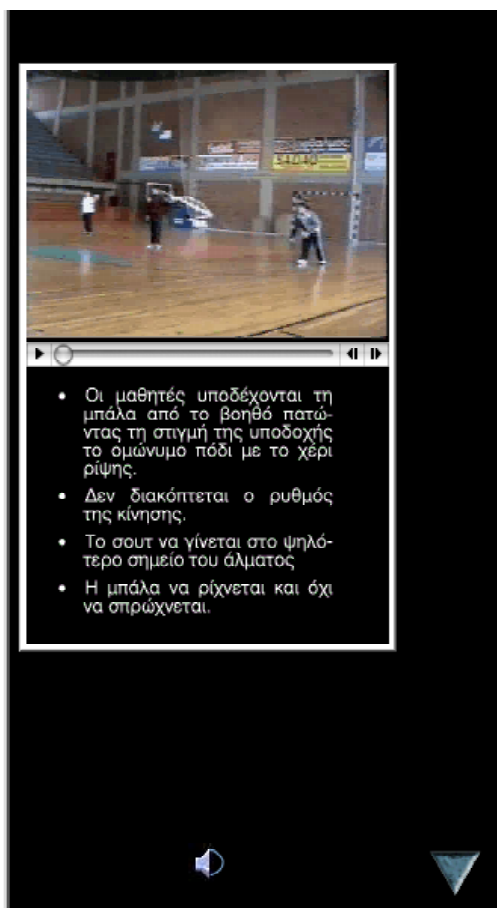 • Οι μαθητές υποδέχονται τη
μπάλα από το βοηθό πατώ-
ντας τη στιγμή της υποδοχής
το ομώνυμο πόδι με το χέρι
ρίψης.
• Δεν διακόπτεται ο ρυθμός
της κίνησης.
• Το σουτ να γίνεται στο ψηλό-
τερο σημείο του άλματος
• Η μπάλα να ρίχνεται και όχι
να σπρώχνεται.